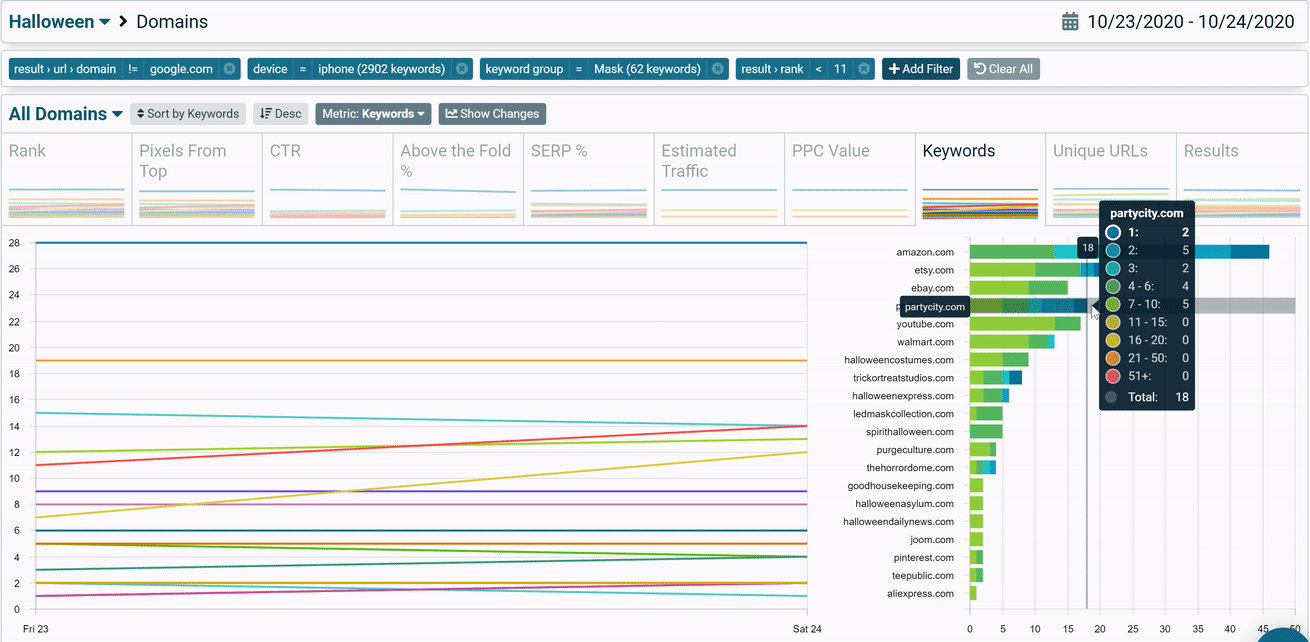 Halloween > Domains
10/23/2020 - 10/24/2020
result › url › domain != google.com
device = iphone (2902 keywords)
keyword group = Mask (62 keywords)
result › rank < 11
+ Add Filter
Clear All
All Domains
Sort by Keywords
Desc
Metric: Keywords
Show Changes
Rank
Pixels From
Top
CTR
Above the Fold
%
SERP %
Estimated
Traffic
PPC Value
Keywords
Unique URLs
Results
28
26
24
22
20
18
16
14
12
10
8
6
4
2
0
Fri 23
Sat 24
amazon.com
etsy.com
ebay.com
partycity.com
youtube.com
walmart.com
halloweencostumes.com
trickortreatstudios.com
halloweenexpress.com
ledmaskcollection.com
spirithalloween.com
purgeculture.com
thehorrordome.com
goodhousekeeping.com
halloweenasylum.com
halloweendailynews.com
joom.com
pinterest.com
teepublic.com
aliexpress.com
0 5 10 15 20 25 30 35 40 45 50
18
partycity.com
1: 2
2: 5
3: 2
4 - 6: 4
7 - 10: 5
11 - 15: 0
16 - 20: 0
21 - 50: 0
51+: 0
Total: 18